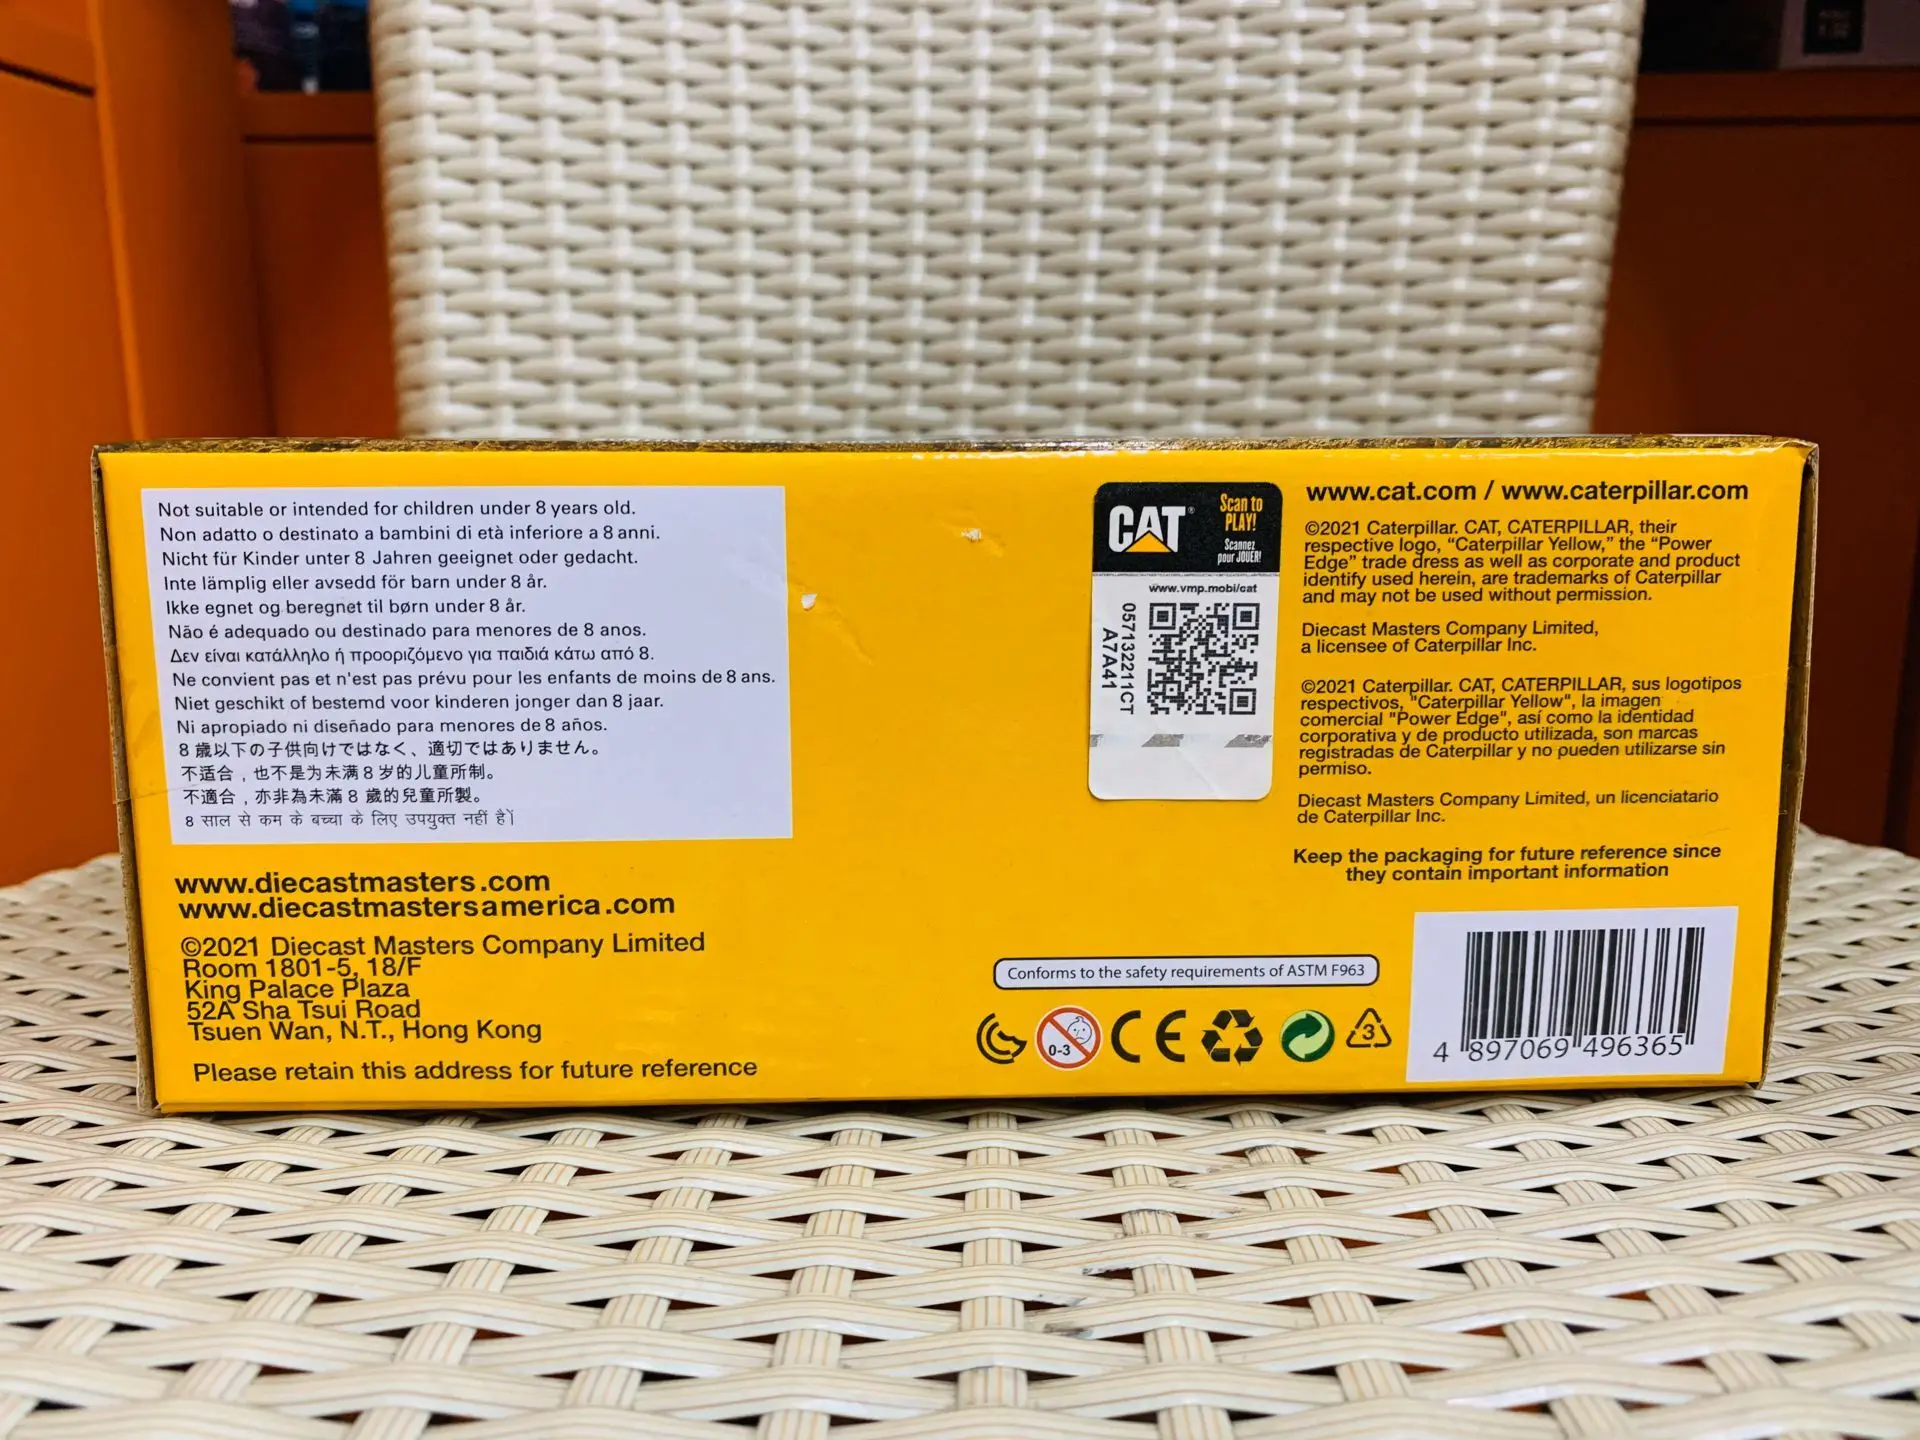 Not suitable or intended for children under 8 years old.
Non adatto o destinato a bambini di età inferiore a 8 anni.
Nicht für Kinder unter 8 Jahren geeignet oder gedacht.
Inte lämplig eller avsedd för barn under 8 år.
Ikke egnet og beregnet til børn under 8 år.
Não é adequado ou destinado para menores de 8 anos.
Δεν είναι κατάλληλο ή προοριζόμενο για παιδιά κάτω από 8.
Ne convient pas et n'est pas prévu pour les enfants de moins de 8 ans.
Niet geschikt of bestemd voor kinderen jonger dan 8 jaar.
Ni apropiado ni diseñado para menores de 8 años.
8 歳以下の子供向けではなく、適切ではありません。
不适合，也不是为未满 8 岁的儿童所制。
不適合，亦非為未滿 8 歲的兒童所製。
8 साल से कम के बच्चा के लिए उपयुक्त नहीं है।
www.diecastmasters.com
www.diecastmastersamerica.com
©2021 Diecast Masters Company Limited
Room 1801-5, 18/F
King Palace Plaza
52A Sha Tsui Road
Tsuen Wan, N.T., Hong Kong
Please retain this address for future reference
CAT®
Scan to
PLAY!
Scannez
pour JOUER!
www.vmp.mobi/cat
057132211CT
A7A41
www.cat.com / www.caterpillar.com
©2021 Caterpillar. CAT, CATERPILLAR, their
respective logo, “Caterpillar Yellow,” the “Power
Edge” trade dress as well as corporate and product
identify used herein, are trademarks of Caterpillar
and may not be used without permission.
Diecast Masters Company Limited,
a licensee of Caterpillar Inc.
©2021 Caterpillar. CAT, CATERPILLAR, sus logotipos
respectivos, "Caterpillar Yellow", la imagen
comercial "Power Edge", así como la identidad
corporativa y de producto utilizada, son marcas
registradas de Caterpillar y no pueden utilizarse sin
permiso.
Diecast Masters Company Limited, un licenciatario
de Caterpillar Inc.
Keep the packaging for future reference since
they contain important information
Conforms to the safety requirements of ASTM F963
0-3
CE
3
4 897069 496365